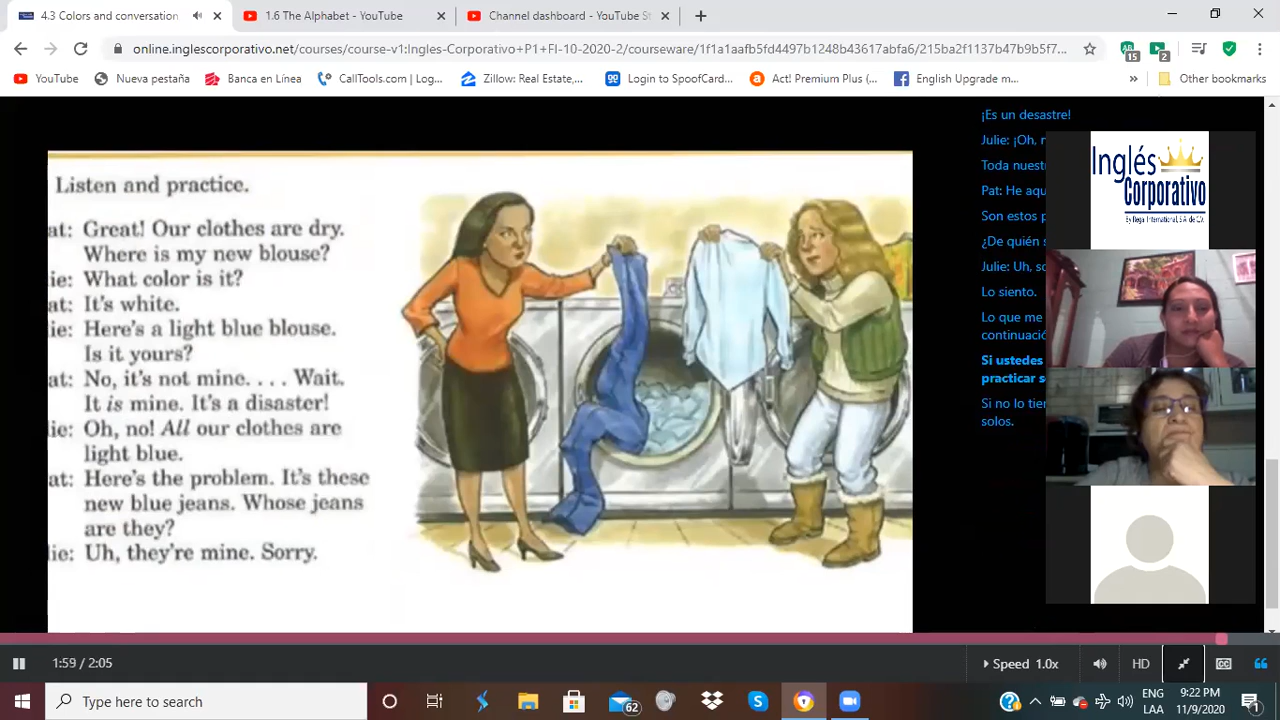 4.3 Colors and conversation
1.6 The Alphabet - YouTube
Channel dashboard - YouTube St
online.inglescorporativo.net/courses/course-v1:Ingles-Corporativo+P1+FI-10-2020-2/courseware/1f1a1aafb5fd4497b1248b43617abfa6/215ba2f1137b47b9b5f7...
15
2
YouTube
Nueva pestaña
Banca en Línea
CallTools.com | Log...
Zillow: Real Estate,...
Login to SpoofCard...
Act! Premium Plus (...
English Upgrade m...
»
Other bookmarks
Listen and practice.
at: Great! Our clothes are dry.
Where is my new blouse?
ie: What color is it?
at: It's white.
ie: Here's a light blue blouse.
Is it yours?
at: No, it's not mine. . . . Wait.
It is mine. It's a disaster!
ie: Oh, no! All our clothes are
light blue.
at: Here's the problem. It's these
new blue jeans. Whose jeans
are they?
lie: Uh, they're mine. Sorry.
¡Es un desastre!
Julie: ¡Oh, n
Toda nuest
Pat: He aqu
Son estos p
¿De quién s
Julie: Uh, so
Lo siento.
Lo que me
continuació
Si ustedes
practicar s
Si no lo tie
solos.
Inglés
Corporativo
By Regal International, S.A. de C.V.
1:59 / 2:05
Speed 1.0x
HD
Type here to search
62
ENG
LAA
9:22 PM
11/9/2020
1